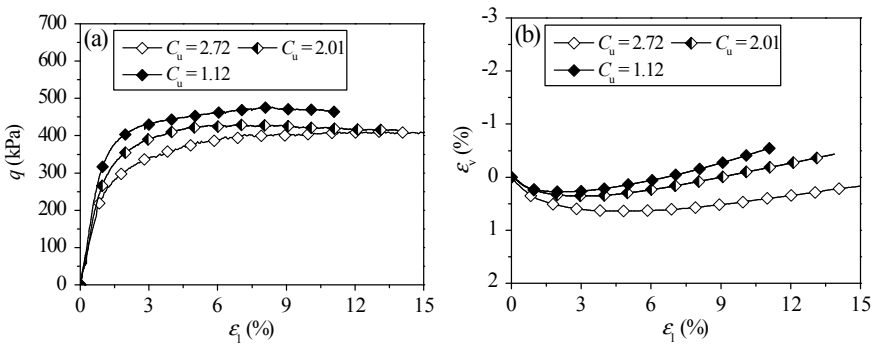 (a)
C_u = 2.72
C_u = 2.01
C_u = 1.12
700
600
500
400
300
200
100
0
q (kPa)
0 3 6 9 12 15
ε_1 (%)
(b)
C_u = 2.72
C_u = 2.01
C_u = 1.12
-3
-2
-1
0
1
2
ε_v (%)
0 3 6 9 12 15
ε_1 (%)